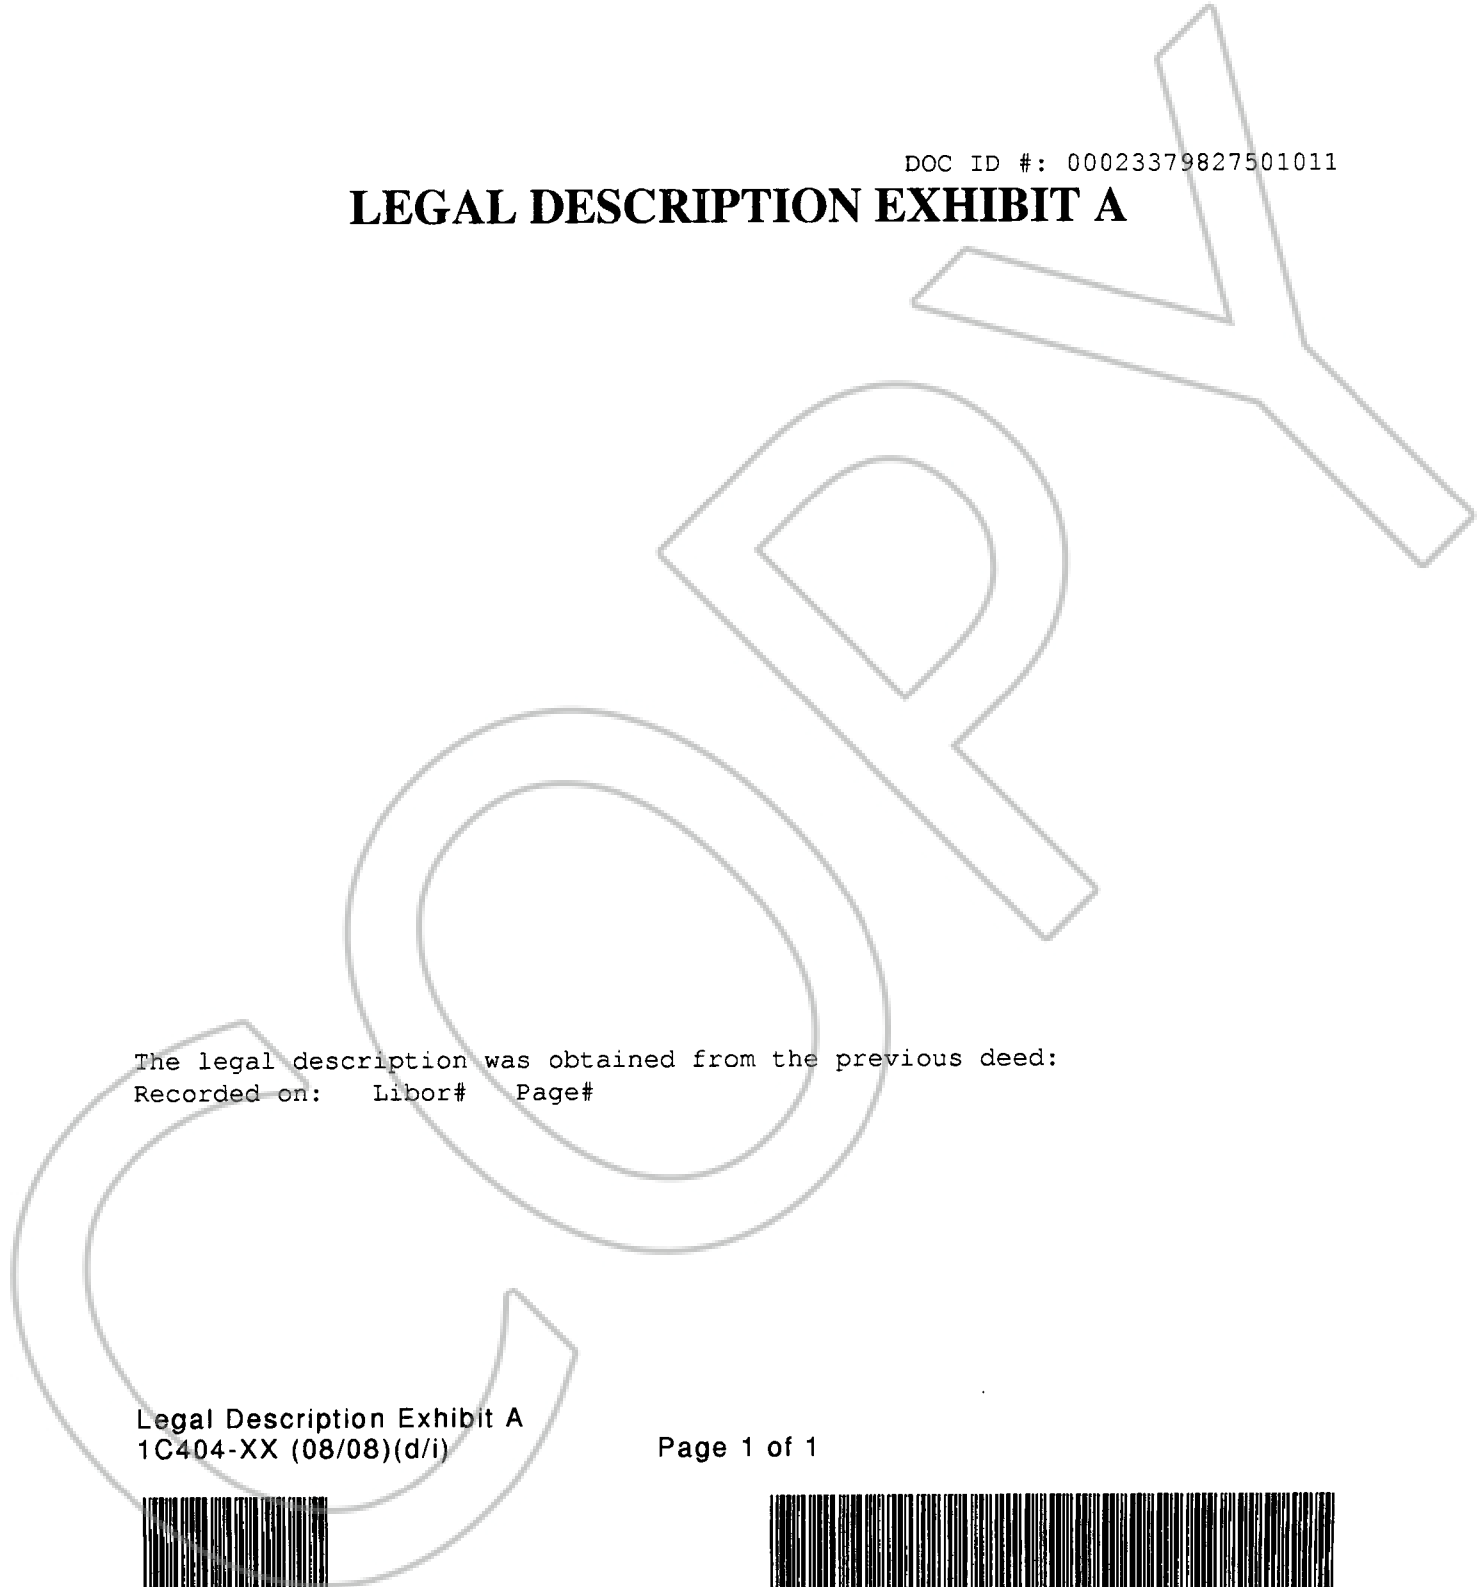 DOC ID #: 00023379827501011
LEGAL DESCRIPTION EXHIBIT A
The legal description was obtained from the previous deed:
Recorded on: Libor# Page#
Legal Description Exhibit A
1C404-XX (08/08)(d/i)
Page 1 of 1
COPY